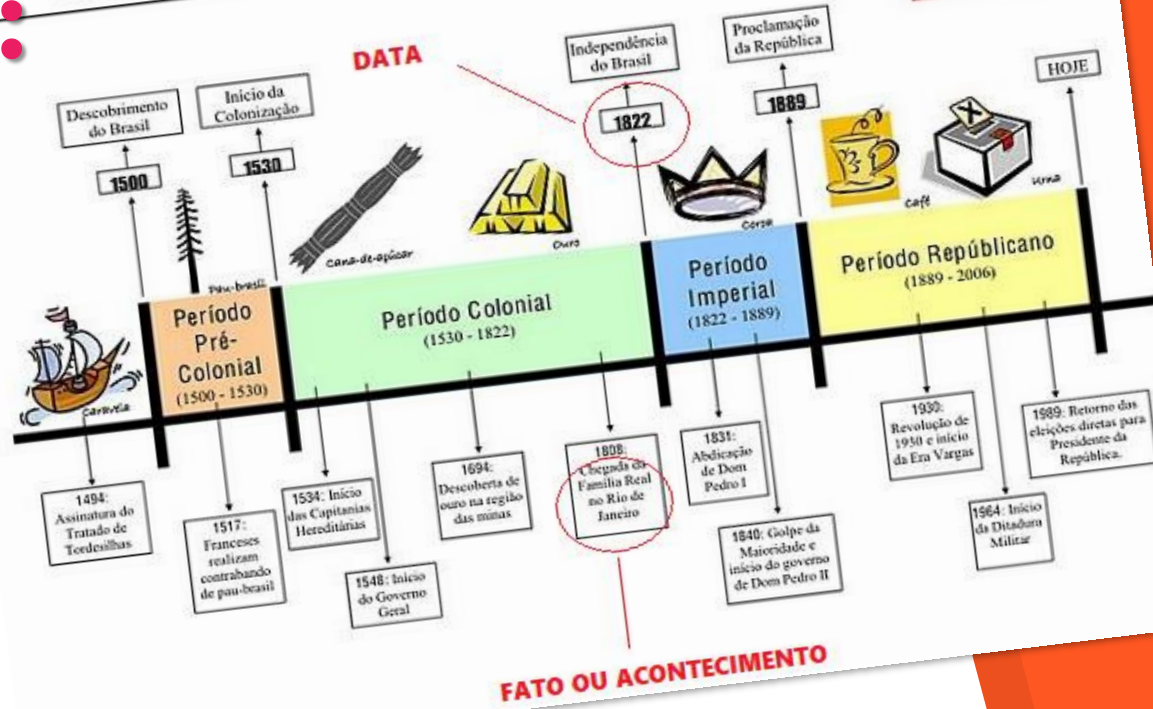 DATA
Descobrimento
do Brasil
1500
Início da
Colonização
1530
Independência
do Brasil
1822
Proclamação
da República
1889
HOJE
Caravela
Pau-brasil
Cana-de-açúcar
Ouro
Coroa
Café
Urna
Período
Pré-
Colonial
(1500 - 1530)
Período Colonial
(1530 - 1822)
Período
Imperial
(1822 - 1889)
Período Repúblicano
(1889 - 2006)
1494:
Assinatura do
Tratado de
Tordesilhas
1517:
Franceses
realizam
contrabando
de pau-brasil
1534: Início
das Capitanias
Hereditárias
1548: Início
do Governo
Geral
1694:
Descoberta de
ouro na região
das minas
1808:
Chegada da
Família Real
no Rio de
Janeiro
1831:
Abdicação
de Dom
Pedro I
1840: Golpe da
Maioridade e
início do governo
de Dom Pedro II
1930:
Revolução de
1930 e início
da Era Vargas
1964: Início
da Ditadura
Militar
1989: Retorno das
eleições diretas para
Presidente da
República.
FATO OU ACONTECIMENTO